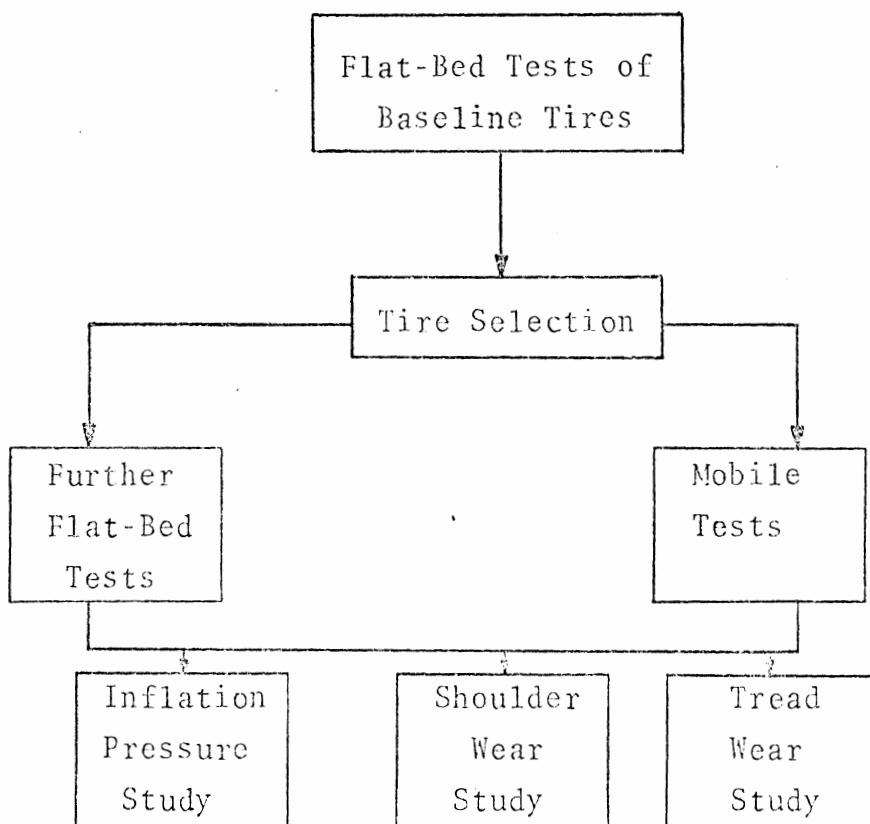 Flat-Bed Tests of
Baseline Tires
Tire Selection
Further
Flat-Bed
Tests
Mobile
Tests
Inflation
Pressure
Study
Shoulder
Wear
Study
Tread
Wear
Study